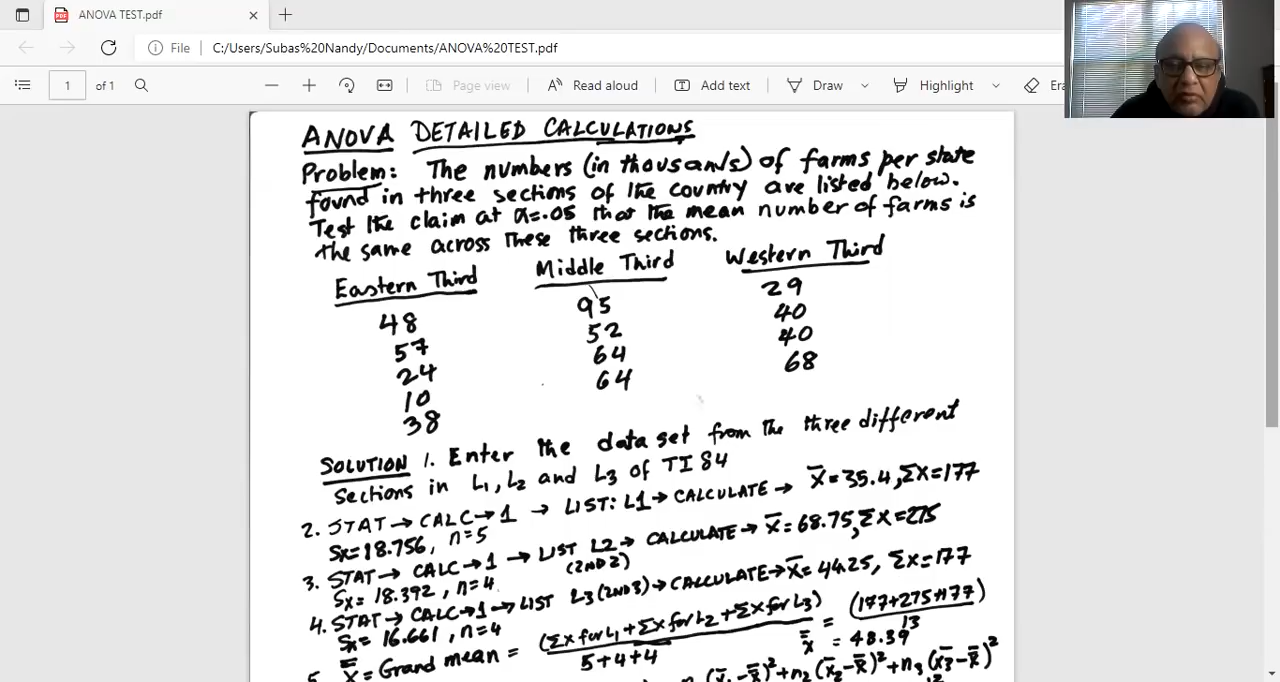 ANOVA TEST.pdf
File C:/Users/Subas%20Nandy/Documents/ANOVA%20TEST.pdf
1 of 1 Page view Read aloud Add text Draw Highlight
ANOVA DETAILED CALCULATIONS
Problem: The numbers (in thousands) of farms per state
found in three sections of the country are listed below.
Test the claim at α=.05 that the mean number of farms is
the same across these three sections.
Eastern Third Middle Third Western Third
48 95 29
57 52 40
24 64 40
10 64 68
38
SOLUTION 1. Enter the data set from the three different
sections in L1, L2 and L3 of TI 84
2. STAT → CALC → 1 → LIST: L1 → CALCULATE → x̄ = 35.4, Σx = 177
Sx = 18.756, n = 5
3. STAT → CALC → 1 → LIST L2 → CALCULATE → x̄ = 68.75, Σx = 275
(2ND 2)
Sx = 18.392, n = 4
4. STAT → CALC → 1 → LIST L3 (2ND 3) → CALCULATE → x̄ = 44.25, Σx = 177
Sx = 16.661, n = 4
5. x̿ = Grand mean = (Σx for L1 + Σx for L2 + Σx for L3) / 5+4+4 = (177+275+177) / 13
x̿ = 48.39